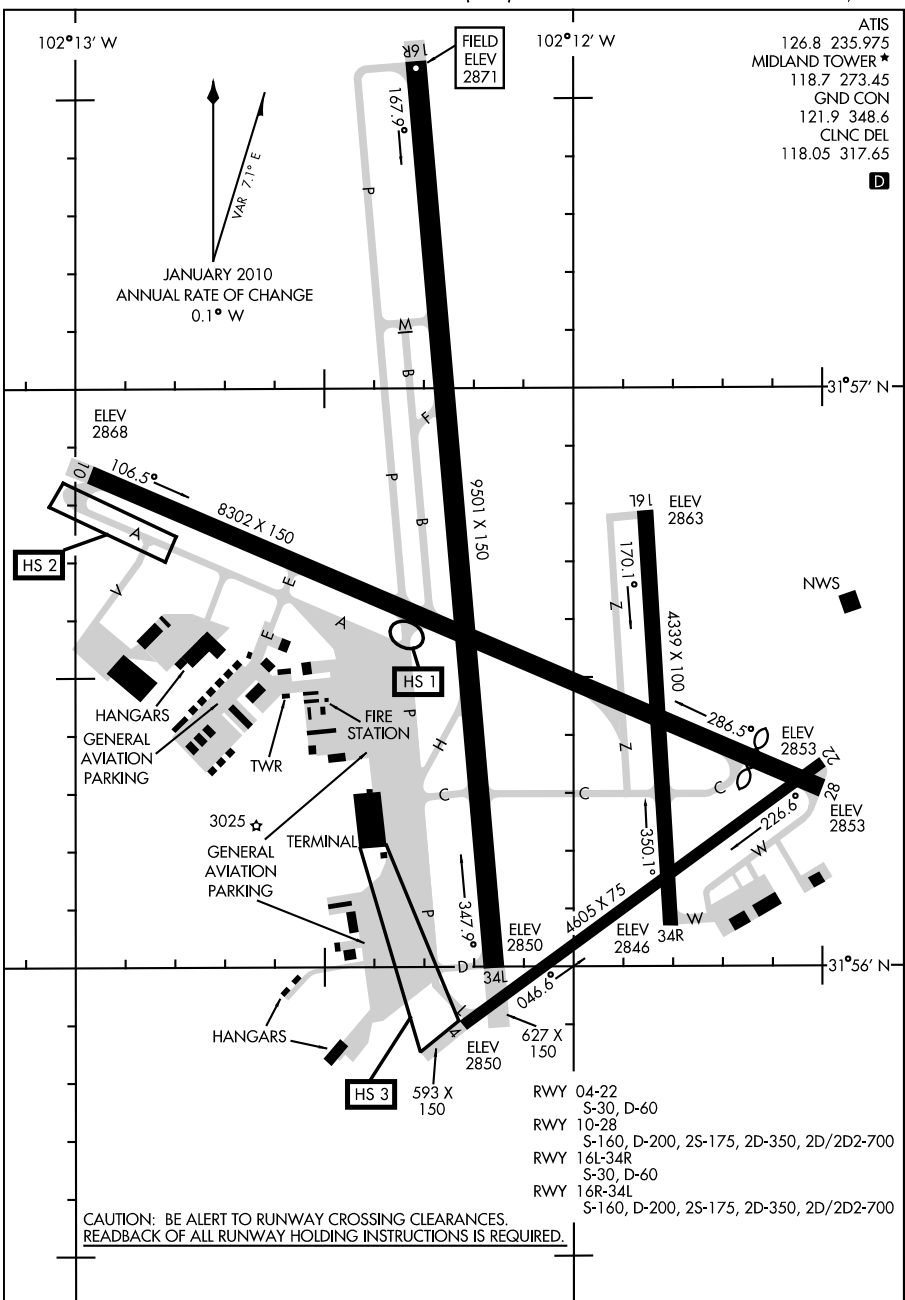 102° 13' W
FIELD
ELEV
2871
102° 12' W
ATIS
126.8 235.975
MIDLAND TOWER ★
118.7 273.45
GND CON
121.9 348.6
CLNC DEL
118.05 317.65
D
16R
167.9°
VAR 7.1° E
P
JANUARY 2010
ANNUAL RATE OF CHANGE
0.1° W
M
B
F
31° 57' N
ELEV
2868
10
106.5°
8302 X 150
P
B
9501 X 150
16L
ELEV
2863
170.1°
HS 2
A
V
E
E
A
Z
4339 X 100
NWS
HS 1
HANGARS
GENERAL
AVIATION
PARKING
TWR
FIRE
STATION
P
H
Z
286.5°
ELEV
2853
22
28
ELEV
2853
C
C
C
3025
TERMINAL
GENERAL
AVIATION
PARKING
350.1°
226.6°
W
W
P
347.9°
4605 X 75
ELEV
2850
ELEV
2846
34R
D
34L
31° 56' N
046.6°
L
4
HANGARS
ELEV
2850
627 X
150
HS 3
593 X
150
RWY 04-22
S-30, D-60
RWY 10-28
S-160, D-200, 2S-175, 2D-350, 2D/2D2-700
RWY 16L-34R
S-30, D-60
RWY 16R-34L
S-160, D-200, 2S-175, 2D-350, 2D/2D2-700
CAUTION: BE ALERT TO RUNWAY CROSSING CLEARANCES.
READBACK OF ALL RUNWAY HOLDING INSTRUCTIONS IS REQUIRED.